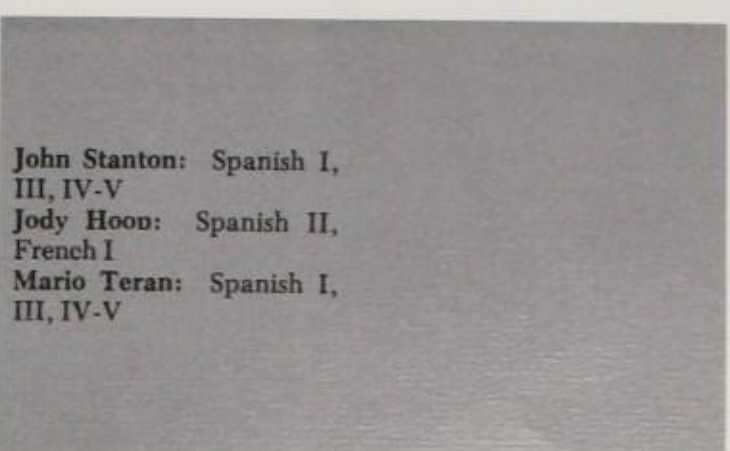 John Stanton: Spanish I,
III, IV-V
Jody Hoop: Spanish II,
French I
Mario Teran: Spanish I,
III, IV-V